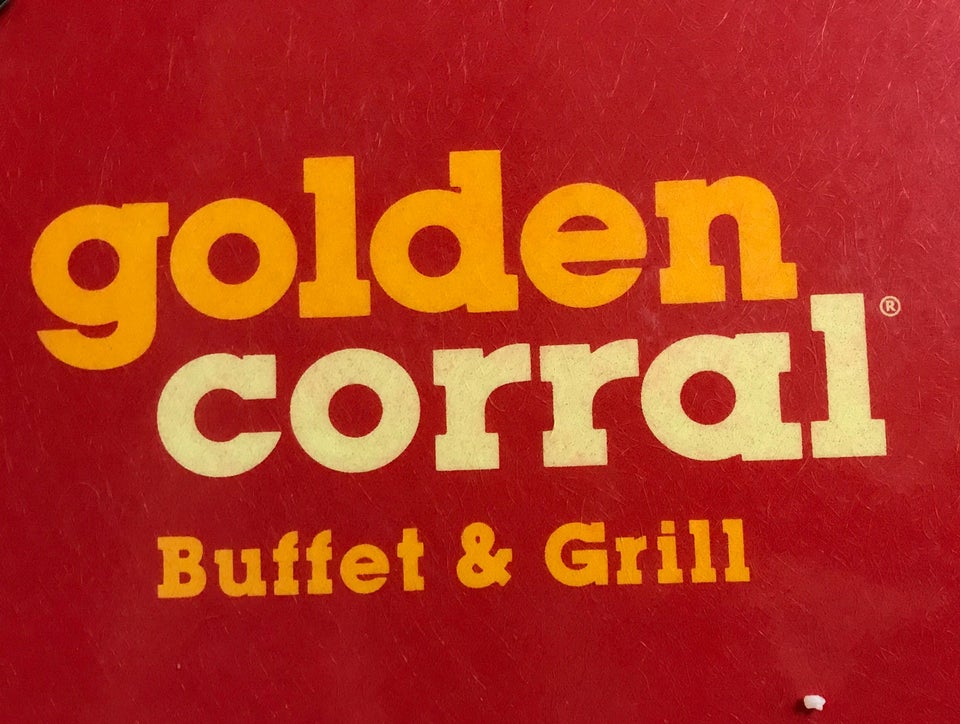 golden
corral®
Buffet & Grill